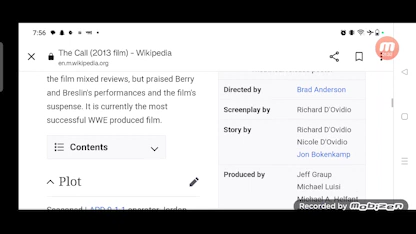 7:56
The Call (2013 film) - Wikipedia
en.m.wikipedia.org
the film mixed reviews, but praised Berry
and Breslin's performances and the film's
suspense. It is currently the most
successful WWE produced film.
Contents
Plot
Directed by Brad Anderson
Screenplay by Richard D'Ovidio
Story by Richard D'Ovidio
Nicole D'Ovidio
Jon Bokenkamp
Produced by Jeff Graup
Michael Luisi
Michael A. Helfant
Recorded by MOBIZEN